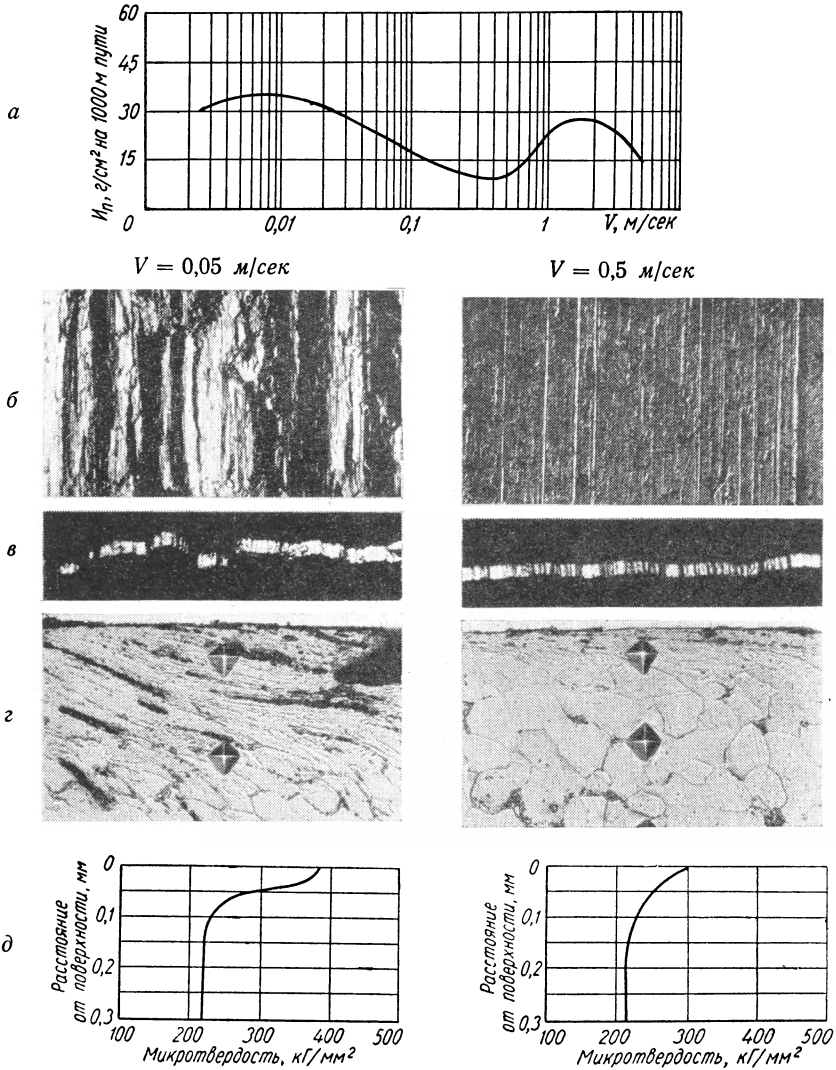 а
Ип, г/см² на 1000 м пути
60
45
30
15
0
0,01
0,1
1
V, м/сек
V = 0,05 м/сек
V = 0,5 м/сек
б
в
г
д
Расстояние
от поверхности, мм
0
0,1
0,2
0,3
100 200 300 400 500
Микротвердость, кГ/мм²
Расстояние
от поверхности, мм
0
0,1
0,2
0,3
100 200 300 400 500
Микротвердость, кГ/мм²